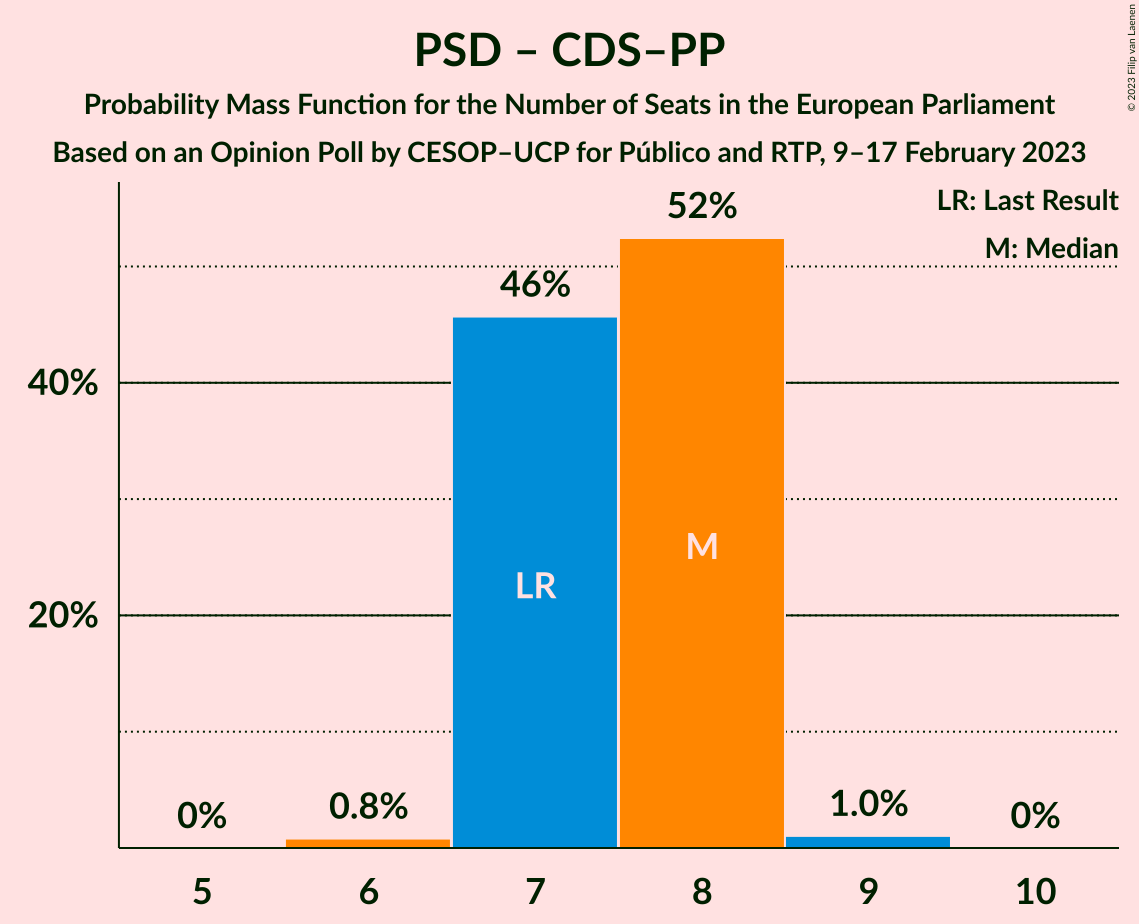 PSD – CDS–PP
Probability Mass Function for the Number of Seats in the European Parliament
Based on an Opinion Poll by CESOP–UCP for Público and RTP, 9–17 February 2023
© 2023 Filip van Laenen
LR: Last Result
M: Median
52%
46%
40%
M
LR
20%
0%
0.8%
1.0%
0%
5
6
7
8
9
10